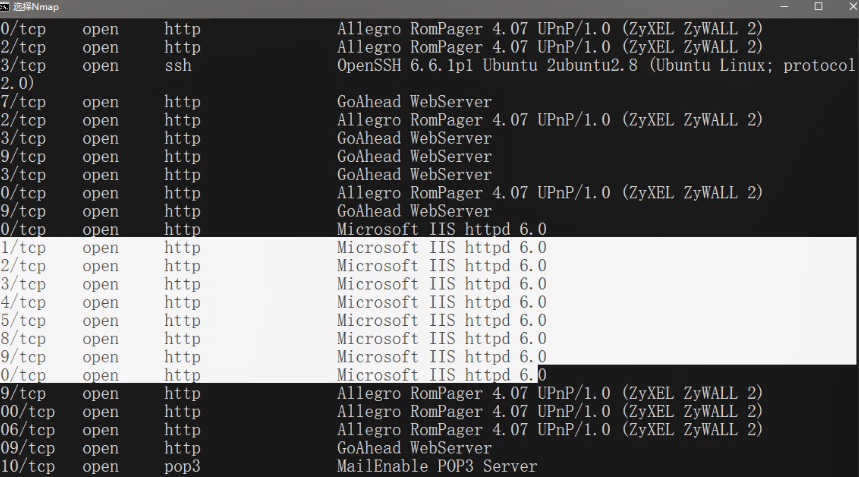 选择Nmap
0/tcp open http Allegro RomPager 4.07 UPnP/1.0 (ZyXEL ZyWALL 2)
2/tcp open http Allegro RomPager 4.07 UPnP/1.0 (ZyXEL ZyWALL 2)
3/tcp open ssh OpenSSH 6.6.1p1 Ubuntu 2ubuntu2.8 (Ubuntu Linux; protocol
2.0)
7/tcp open http GoAhead WebServer
2/tcp open http Allegro RomPager 4.07 UPnP/1.0 (ZyXEL ZyWALL 2)
3/tcp open http GoAhead WebServer
9/tcp open http GoAhead WebServer
3/tcp open http GoAhead WebServer
0/tcp open http Allegro RomPager 4.07 UPnP/1.0 (ZyXEL ZyWALL 2)
9/tcp open http GoAhead WebServer
0/tcp open http Microsoft IIS httpd 6.0
1/tcp open http Microsoft IIS httpd 6.0
2/tcp open http Microsoft IIS httpd 6.0
3/tcp open http Microsoft IIS httpd 6.0
4/tcp open http Microsoft IIS httpd 6.0
5/tcp open http Microsoft IIS httpd 6.0
8/tcp open http Microsoft IIS httpd 6.0
9/tcp open http Microsoft IIS httpd 6.0
0/tcp open http Microsoft IIS httpd 6.0
9/tcp open http Allegro RomPager 4.07 UPnP/1.0 (ZyXEL ZyWALL 2)
00/tcp open http Allegro RomPager 4.07 UPnP/1.0 (ZyXEL ZyWALL 2)
06/tcp open http Allegro RomPager 4.07 UPnP/1.0 (ZyXEL ZyWALL 2)
09/tcp open http GoAhead WebServer
10/tcp open pop3 MailEnable POP3 Server